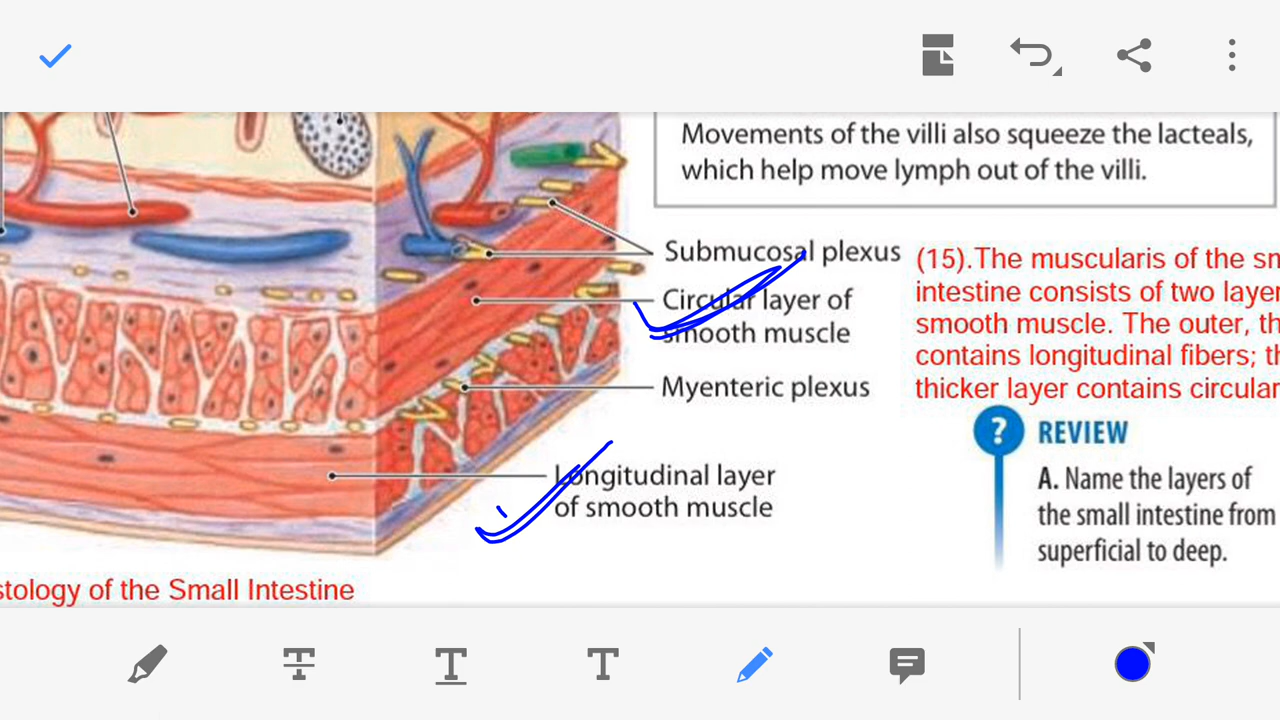 Movements of the villi also squeeze the lacteals,
which help move lymph out of the villi.
Submucosal plexus
Circular layer of
smooth muscle
Myenteric plexus
Longitudinal layer
of smooth muscle
(15).The muscularis of the sm
intestine consists of two layer
smooth muscle. The outer, th
contains longitudinal fibers; th
thicker layer contains circular
? REVIEW
A. Name the layers of
the small intestine from
superficial to deep.
stology of the Small Intestine
T T T